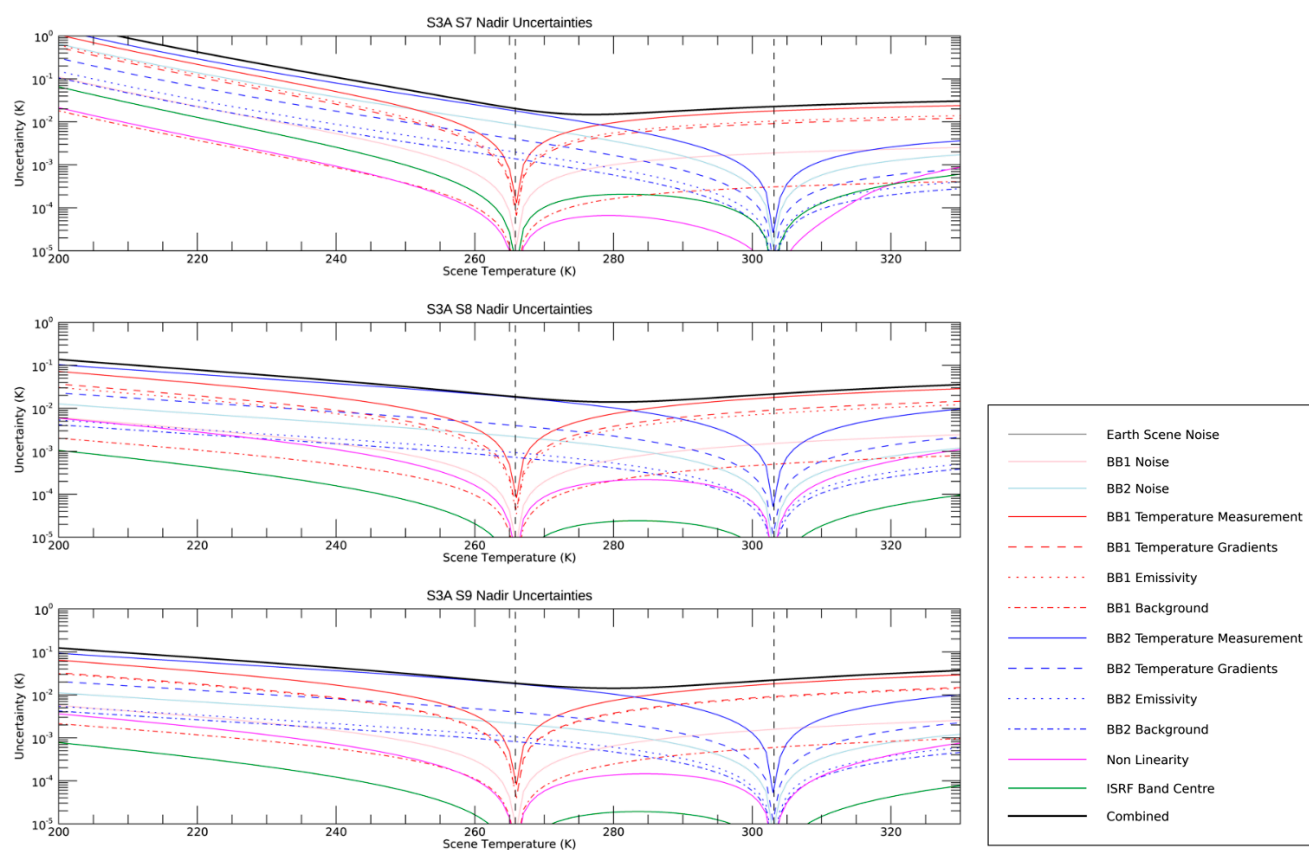 S3A S7 Nadir Uncertainties
Uncertainty (K)
10^0
10^-1
10^-2
10^-3
10^-4
10^-5
200 220 240 260 280 300 320
Scene Temperature (K)
S3A S8 Nadir Uncertainties
Uncertainty (K)
10^0
10^-1
10^-2
10^-3
10^-4
10^-5
200 220 240 260 280 300 320
Scene Temperature (K)
S3A S9 Nadir Uncertainties
Uncertainty (K)
10^0
10^-1
10^-2
10^-3
10^-4
10^-5
200 220 240 260 280 300 320
Scene Temperature (K)
Earth Scene Noise
BB1 Noise
BB2 Noise
BB1 Temperature Measurement
BB1 Temperature Gradients
BB1 Emissivity
BB1 Background
BB2 Temperature Measurement
BB2 Temperature Gradients
BB2 Emissivity
BB2 Background
Non Linearity
ISRF Band Centre
Combined